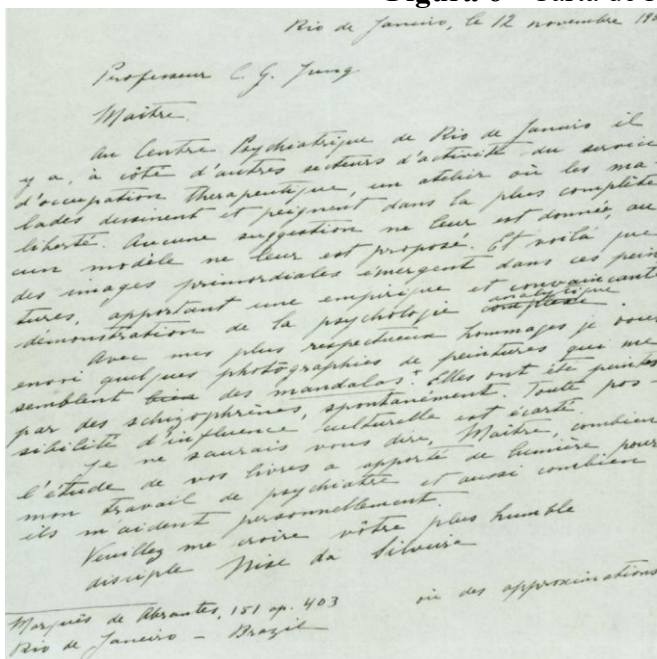 Rio de Janeiro, le 12 novembre 195
Professeur C. G. Jung
Maître.
Au Centre Psychiatrique de Rio de Janeiro il
y a, à côté d'autres secteurs d'activité du service
d'occupation therapeutique, un atelier où les ma-
lades dessinent et peignent dans la plus complète
liberté. Aucune suggestion ne leur est donnée, au
cun modèle ne leur est proposé. Et voilà que
des images primordiales émergent dans ces pein
tures, apportant une empirique et convaincante
démonstration de la psychologie complexe analytique.
Avec mes plus respectueux hommages je vous
envoi quelques photographies de peintures qui me
semblent bien des mandalas.* Elles ont été peintes
par des schizophrènes, spontanément. Toute pos-
sibilité d'influence culturelle est écarté.
Je ne saurais vous dire, Maître, combien
l'étude de vos livres a apporté de lumière pour
mon travail de psychiatre et aussi combien
ils m'aident personnellement.
Veuillez me croire vôtre plus humble
disciple Nise da Silveira
Marquês de Abrantes, 151 ap. 403
Rio de Janeiro - Brazil
ou des approximations